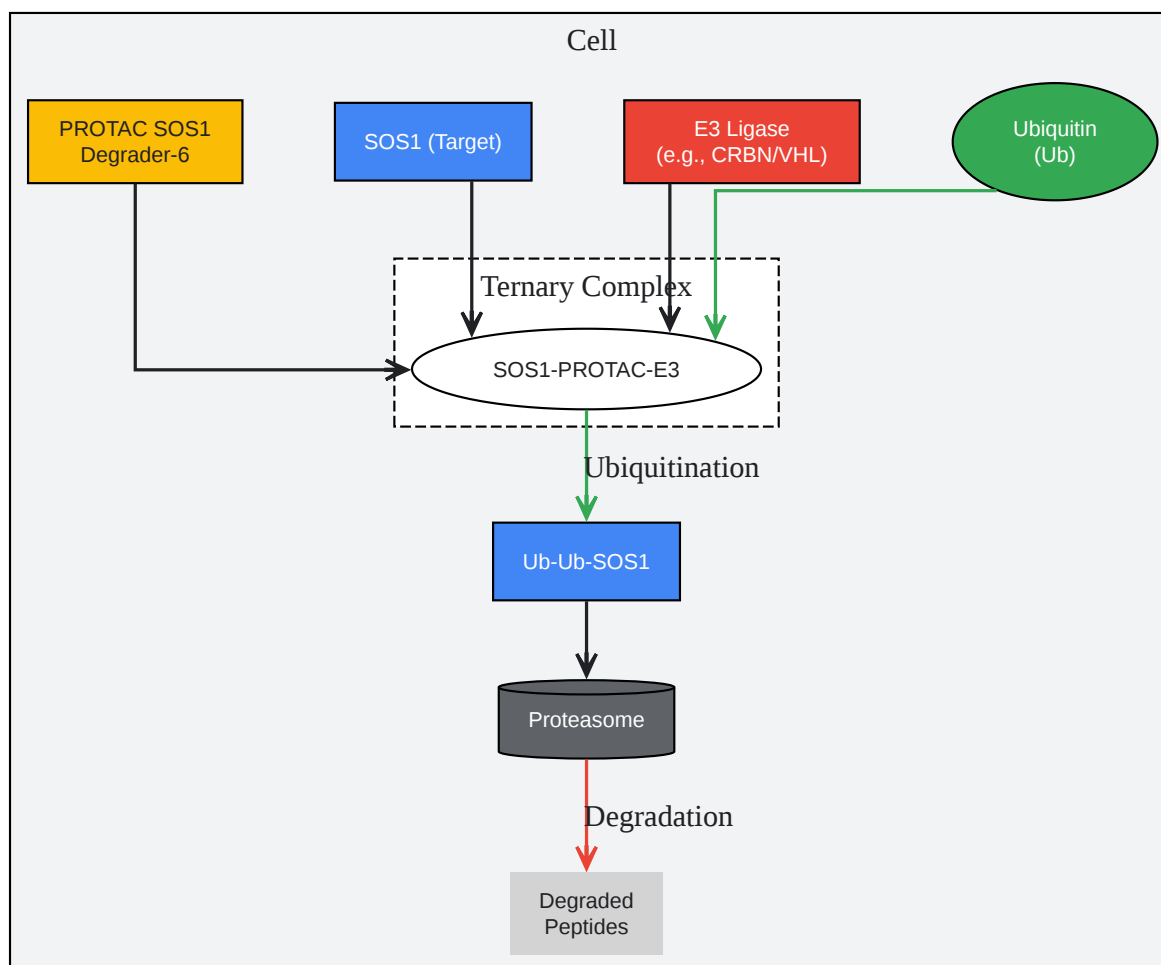 Cell
PROTAC SOS1
Degrader-6
SOS1 (Target)
E3 Ligase
(e.g., CRBN/VHL)
Ubiquitin
(Ub)
Ternary Complex
SOS1-PROTAC-E3
Ubiquitination
Ub-Ub-SOS1
Proteasome
Degradation
Degraded
Peptides